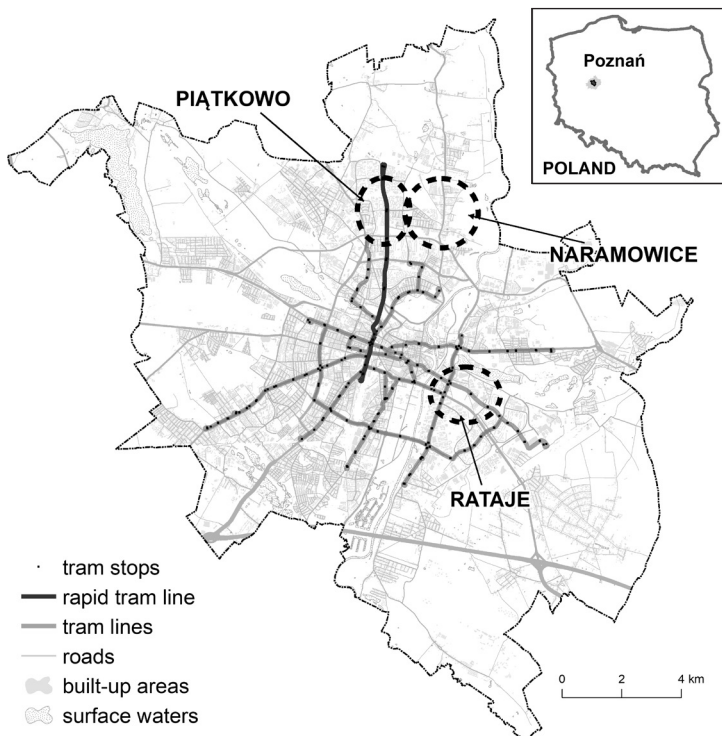 PIĄTKOWO
Poznań
POLAND
NARAMOWICE
RATAJE
tram stops
rapid tram line
tram lines
roads
built-up areas
surface waters
0 2 4 km